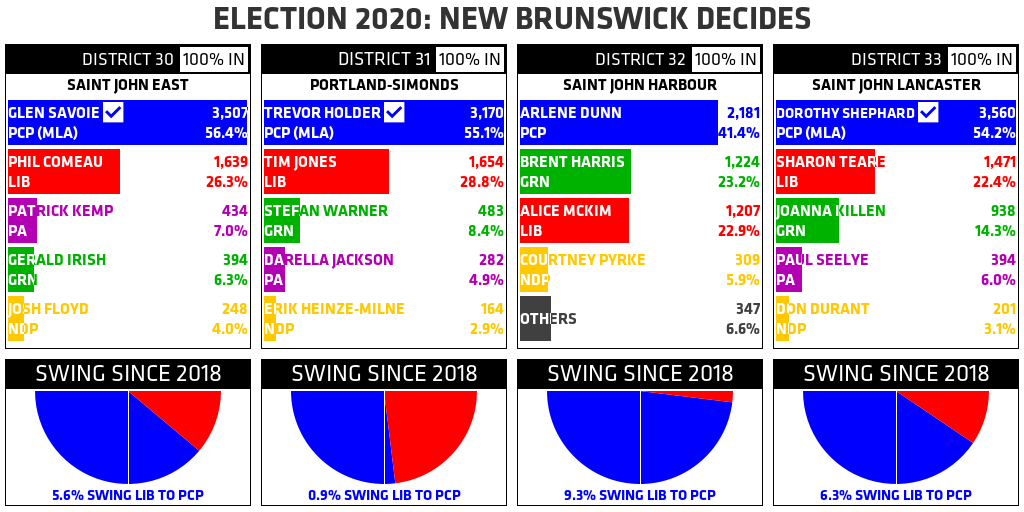 ELECTION 2020: NEW BRUNSWICK DECIDES
DISTRICT 30 100% IN
SAINT JOHN EAST
GLEN SAVOIE 3,507
PCP (MLA) 56.4%
PHIL COMEAU 1,639
LIB 26.3%
PATRICK KEMP 434
PA 7.0%
GERALD IRISH 394
GRN 6.3%
JOSH FLOYD 248
NDP 4.0%
SWING SINCE 2018
5.6% SWING LIB TO PCP
DISTRICT 31 100% IN
PORTLAND-SIMONDS
TREVOR HOLDER 3,170
PCP (MLA) 55.1%
TIM JONES 1,654
LIB 28.8%
STEFAN WARNER 483
GRN 8.4%
DARELLA JACKSON 282
PA 4.9%
ERIK HEINZE-MILNE 164
NDP 2.9%
SWING SINCE 2018
0.9% SWING LIB TO PCP
DISTRICT 32 100% IN
SAINT JOHN HARBOUR
ARLENE DUNN 2,181
PCP 41.4%
BRENT HARRIS 1,224
GRN 23.2%
ALICE MCKIM 1,207
LIB 22.9%
COURTNEY PYRKE 309
NDP 5.9%
OTHERS 347
6.6%
SWING SINCE 2018
9.3% SWING LIB TO PCP
DISTRICT 33 100% IN
SAINT JOHN LANCASTER
DOROTHY SHEPHARD 3,560
PCP (MLA) 54.2%
SHARON TEARE 1,471
LIB 22.4%
JOANNA KILLEN 938
GRN 14.3%
PAUL SEELYE 394
PA 6.0%
DON DURANT 201
NDP 3.1%
SWING SINCE 2018
6.3% SWING LIB TO PCP